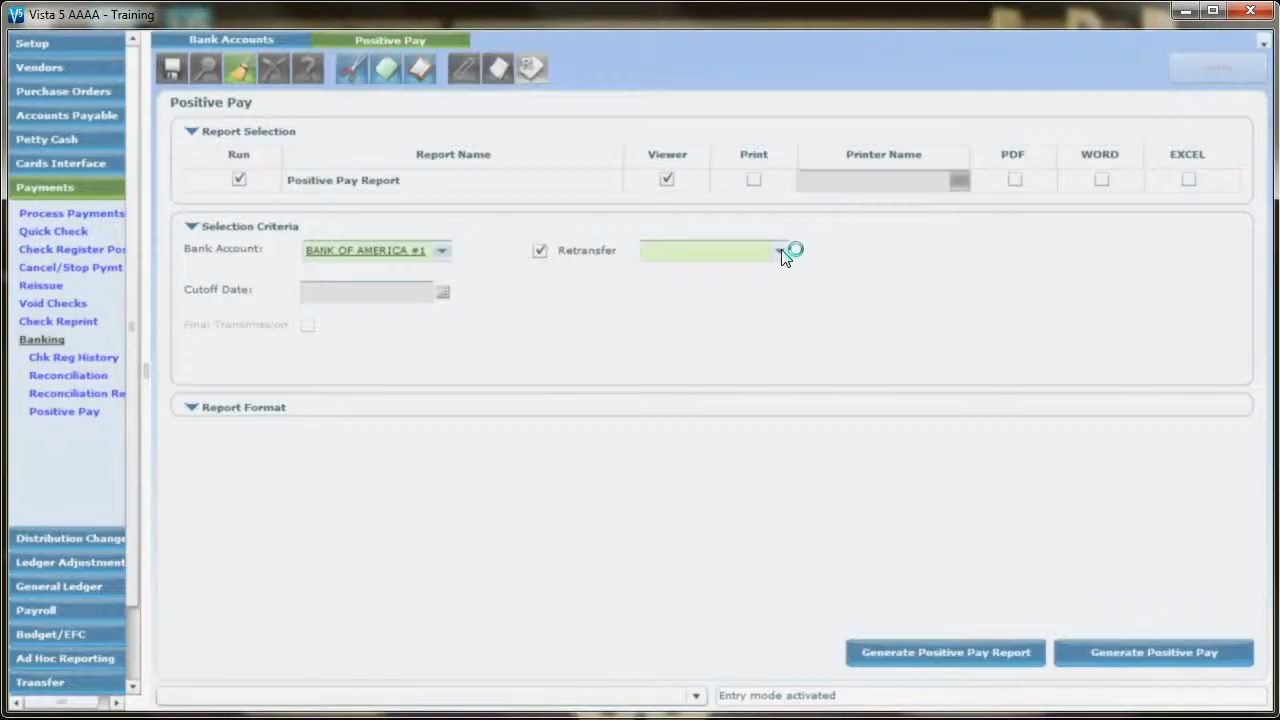 Vista 5 AAAA - Training
Setup
Vendors
Purchase Orders
Accounts Payable
Petty Cash
Cards Interface
Payments
Process Payments
Quick Check
Check Register Pos
Cancel/Stop Pymt
Reissue
Void Checks
Check Reprint
Banking
Chk Reg History
Reconciliation
Reconciliation Re
Positive Pay
Distribution Change
Ledger Adjustment
General Ledger
Payroll
Budget/EFC
Ad Hoc Reporting
Transfer
Bank Accounts Positive Pay
Positive Pay
Report Selection
Run Report Name Viewer Print Printer Name PDF WORD EXCEL
Positive Pay Report
Selection Criteria
Bank Account: BANK OF AMERICA #1 Retransfer
Cutoff Date:
Final Transmission
Report Format
Generate Positive Pay Report Generate Positive Pay
Entry mode activated